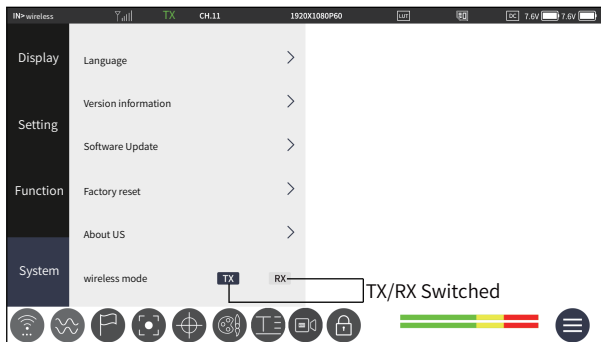 IN> wireless TX CH.11 1920X1080P60 LUT DC 7.6V 7.6V
Display
Language
Version information
Setting
Software Update
Function
Factory reset
About US
System
wireless mode TX RX
TX/RX Switched